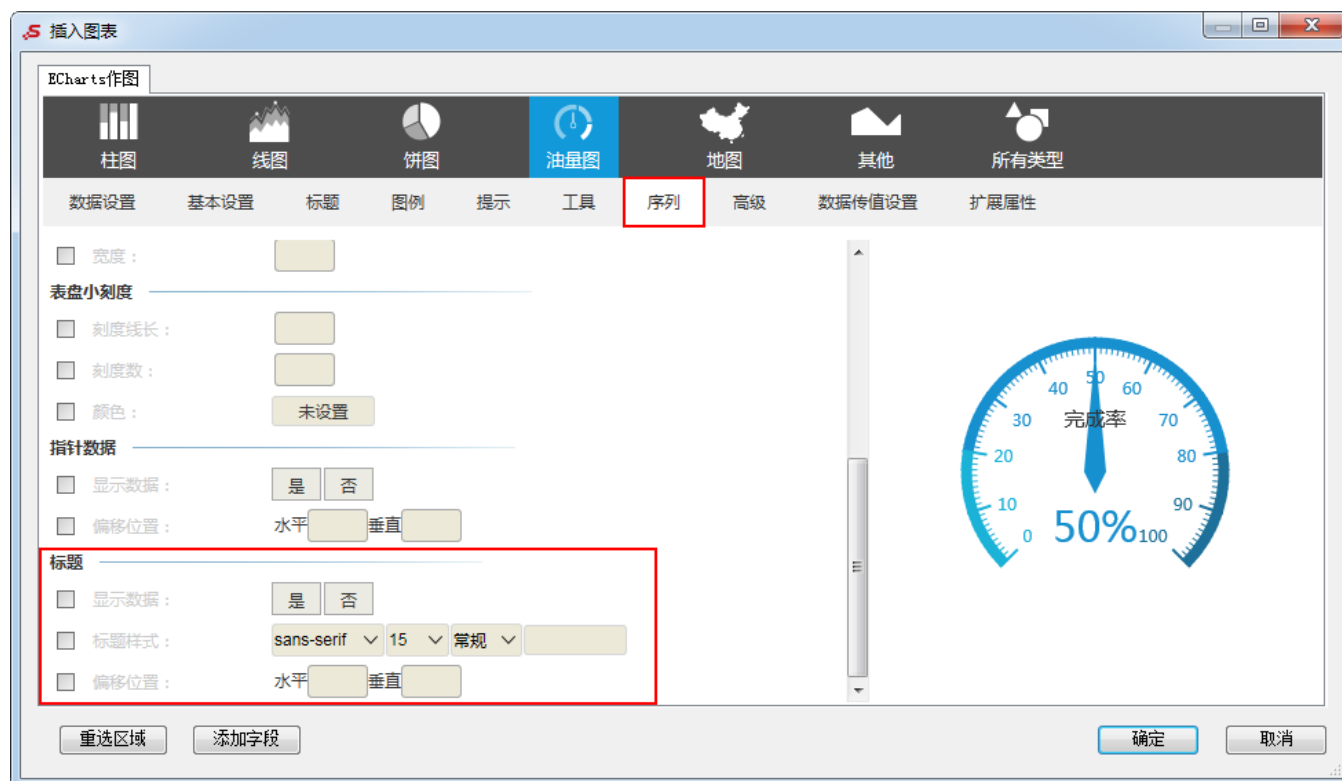 插入图表
ECharts作图
柱图 线图 饼图 油量图 地图 其他 所有类型
数据设置 基本设置 标题 图例 提示 工具 序列 高级 数据传值设置 扩展属性
宽度：
表盘小刻度
刻度线长：
刻度数：
颜色： 未设置
指针数据
显示数据： 是 否
偏移位置： 水平 垂直
标题
显示数据： 是 否
标题样式： sans-serif 15 常规
偏移位置： 水平 垂直
40 50 60
30 完成率 70
20 80
10 90
0 50% 100
重选区域 添加字段 确定 取消